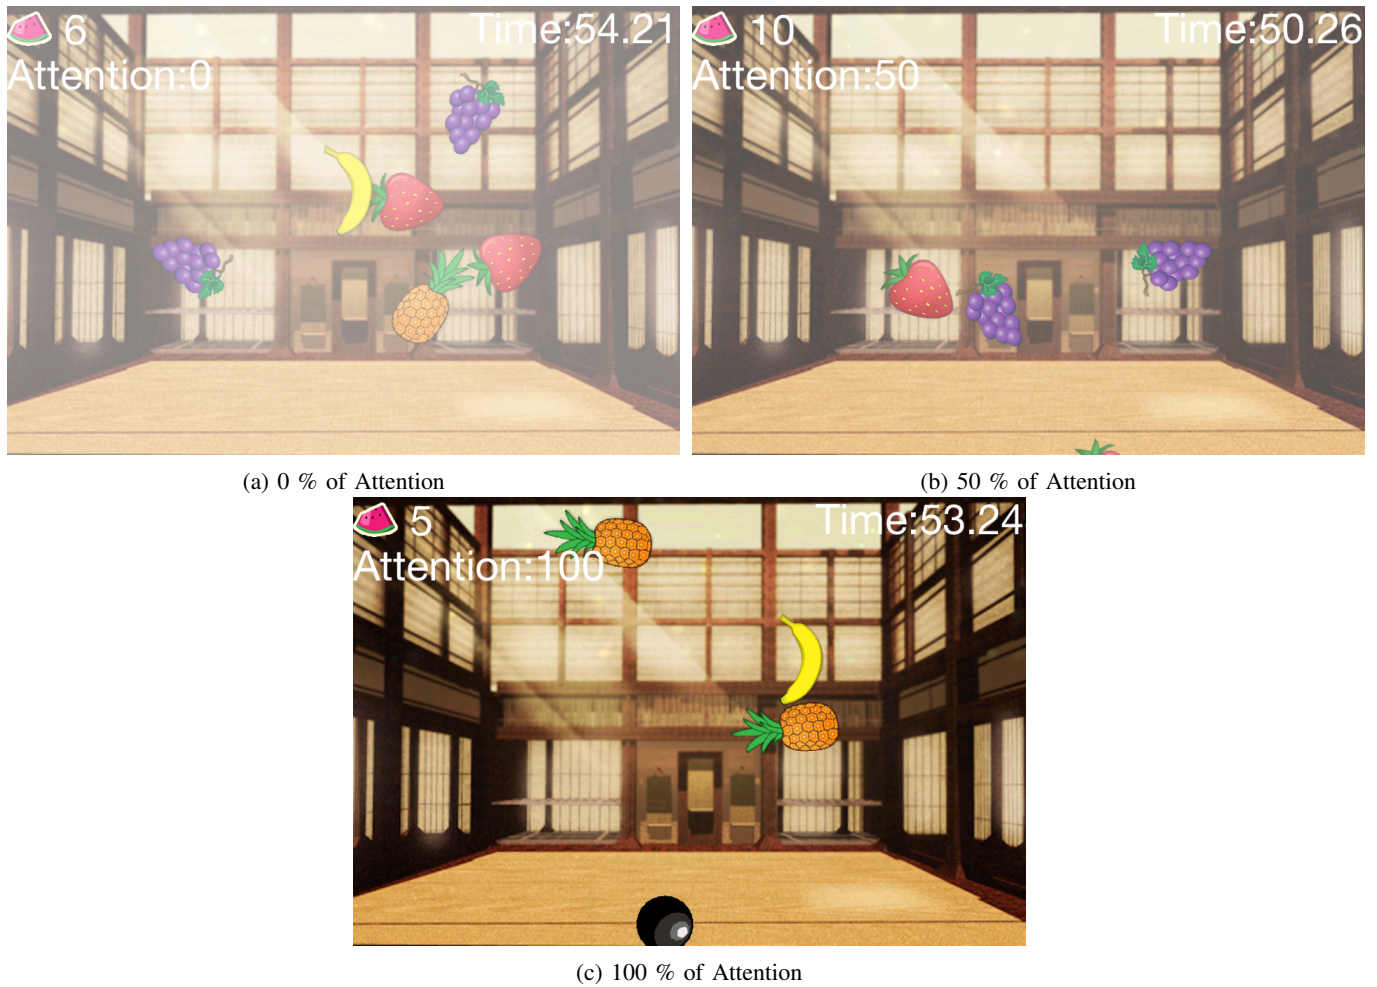 6
Time:54.21
Attention:0
10
Time:50.26
Attention:50
(a) 0 % of Attention
(b) 50 % of Attention
5
Time:53.24
Attention:100
(c) 100 % of Attention